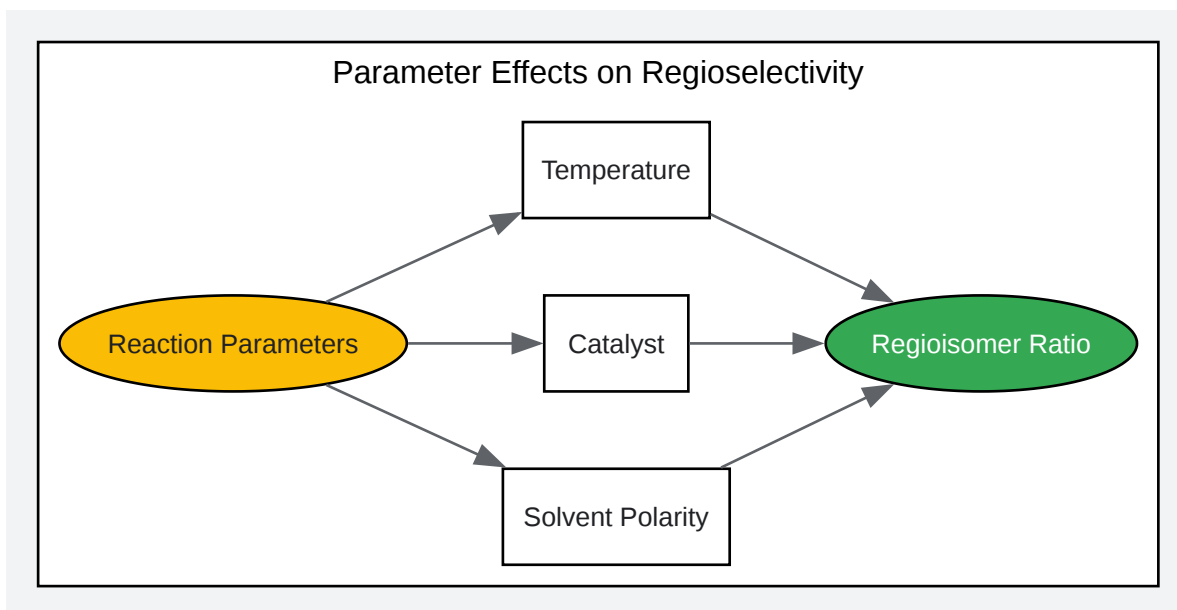 Parameter Effects on Regioselectivity
Temperature
Reaction Parameters
Catalyst
Regioisomer Ratio
Solvent Polarity